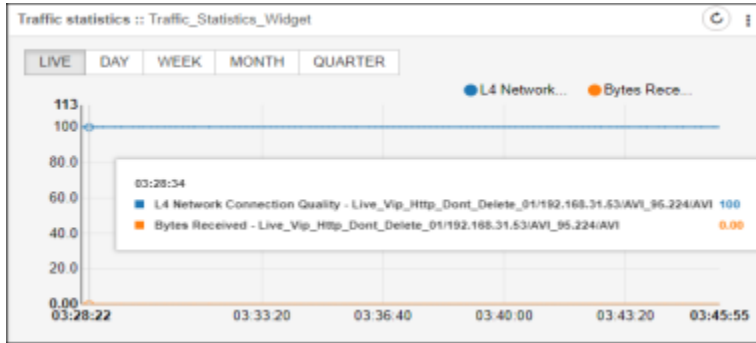 Traffic statistics :: Traffic_Statistics_Widget
LIVE DAY WEEK MONTH QUARTER
L4 Network... Bytes Rece...
113
100
80.0
03:28:34
60.0
L4 Network Connection Quality - Live_Vip_Http_Dont_Delete_01/192.168.31.53/AVI_95.224/AVI 100
Bytes Received - Live_Vip_Http_Dont_Delete_01/192.168.31.53/AVI_95.224/AVI 0.00
40.0
20.0
0.00
03:28:22 03:33:20 03:36:40 03:40:00 03:43:20 03:45:55